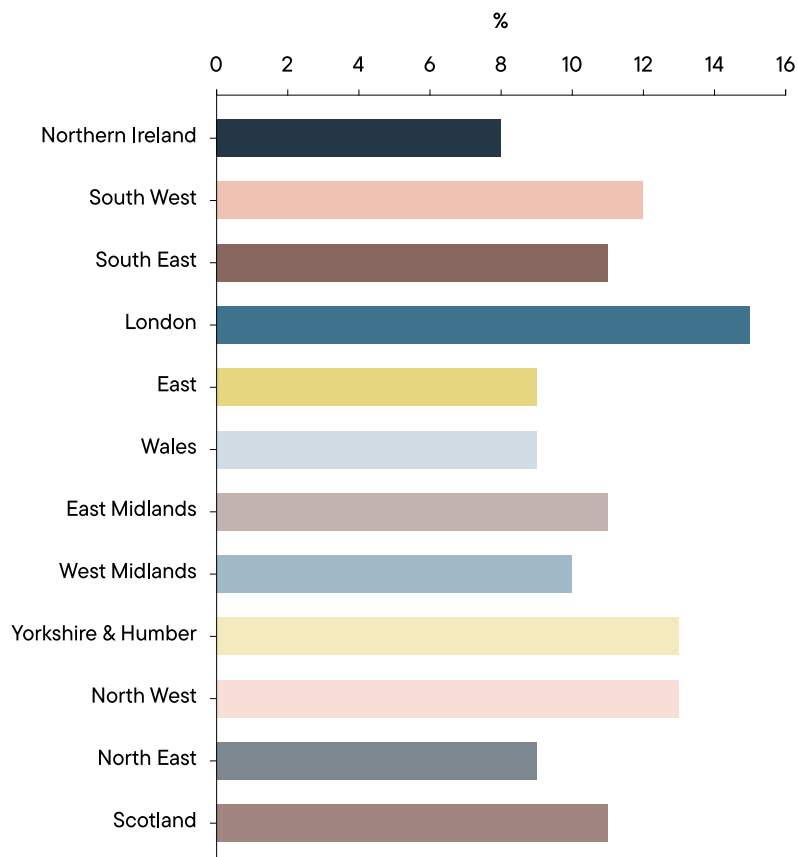 %
0 2 4 6 8 10 12 14 16
Northern Ireland
South West
South East
London
East
Wales
East Midlands
West Midlands
Yorkshire & Humber
North West
North East
Scotland